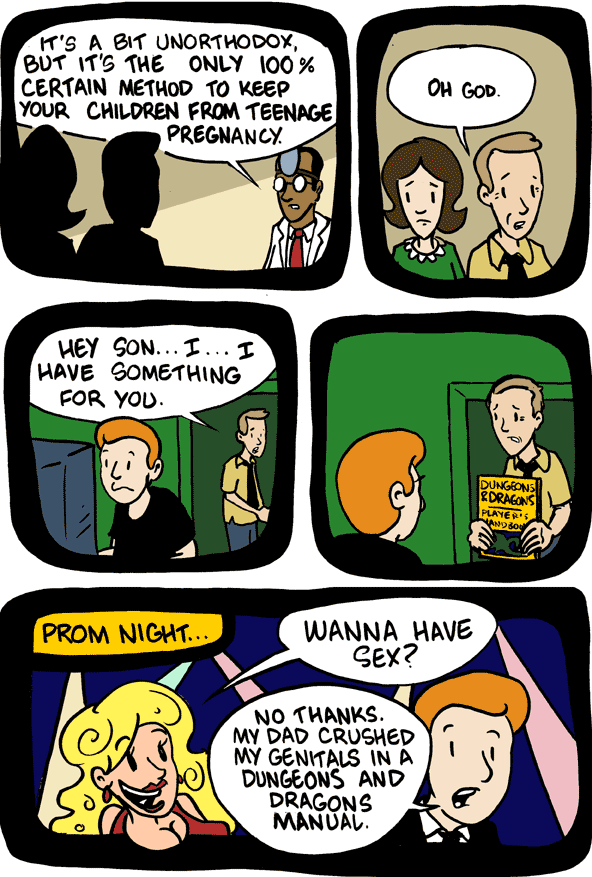 IT'S A BIT UNORTHODOX,
BUT IT'S THE ONLY 100%
CERTAIN METHOD TO KEEP
YOUR CHILDREN FROM TEENAGE
PREGNANCY.
OH GOD.
HEY SON... I... I
HAVE SOMETHING
FOR YOU.
DUNGEONS
& DRAGONS
PLAYER'S
HANDBOO
PROM NIGHT...
WANNA HAVE
SEX?
NO THANKS.
MY DAD CRUSHED
MY GENITALS IN A
DUNGEONS AND
DRAGONS
MANUAL.